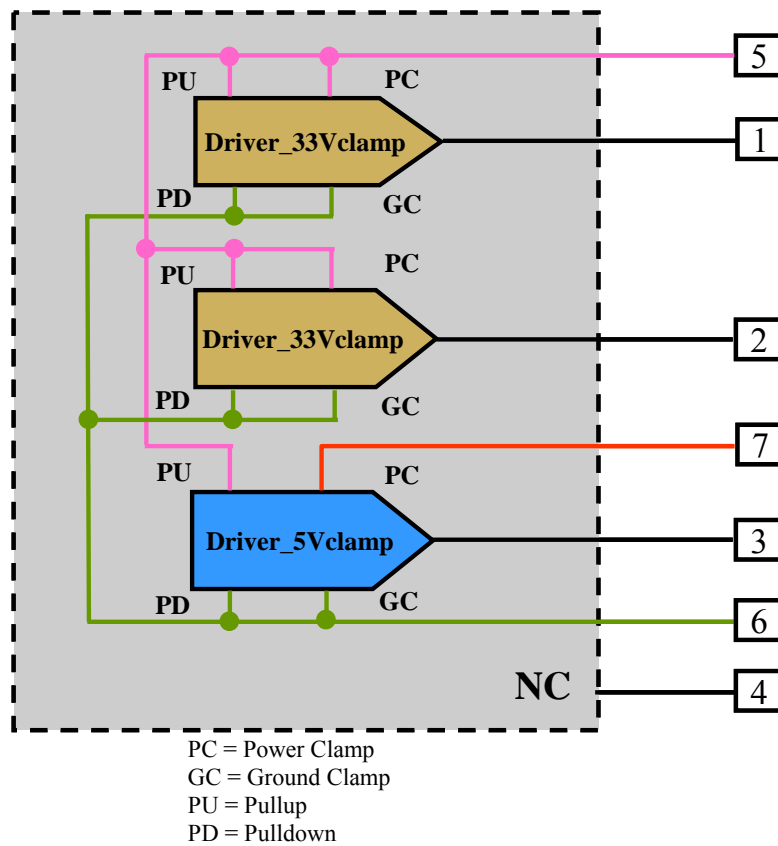 5
PU
PC
Driver_33Vclamp
1
PD
GC
PU
PC
Driver_33Vclamp
2
PD
GC
7
PU
PC
Driver_5Vclamp
3
PD
GC
6
NC
4
PC = Power Clamp
GC = Ground Clamp
PU = Pullup
PD = Pulldown